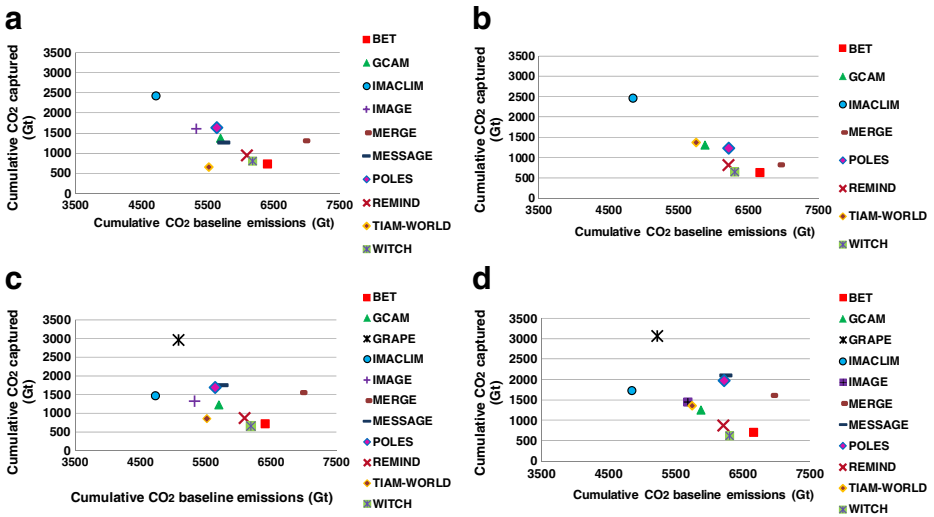 a
Cumulative CO2 captured
(Gt)
3500
3000
2500
2000
1500
1000
500
0
3500 4500 5500 6500 7500
Cumulative CO2 baseline emissions (Gt)
BET
GCAM
IMACLIM
IMAGE
MERGE
MESSAGE
POLES
REMIND
TIAM-WORLD
WITCH
b
Cumulative CO2 captured
(Gt)
3500
3000
2500
2000
1500
1000
500
0
3500 4500 5500 6500 7500
Cumulative CO2 baseline emissions (Gt)
BET
GCAM
IMACLIM
MERGE
POLES
REMIND
TIAM-WORLD
WITCH
c
Cumulative CO2 captured
(Gt)
3500
3000
2500
2000
1500
1000
500
0
3500 4500 5500 6500 7500
Cumulative CO2 baseline emissions (Gt)
BET
GCAM
GRAPE
IMACLIM
IMAGE
MERGE
MESSAGE
POLES
REMIND
TIAM-WORLD
WITCH
d
Cumulative CO2 captured
(Gt)
3500
3000
2500
2000
1500
1000
500
0
3500 4500 5500 6500 7500
Cumulative CO2 baseline emissions (Gt)
BET
GCAM
GRAPE
IMACLIM
IMAGE
MERGE
MESSAGE
POLES
REMIND
TIAM-WORLD
WITCH